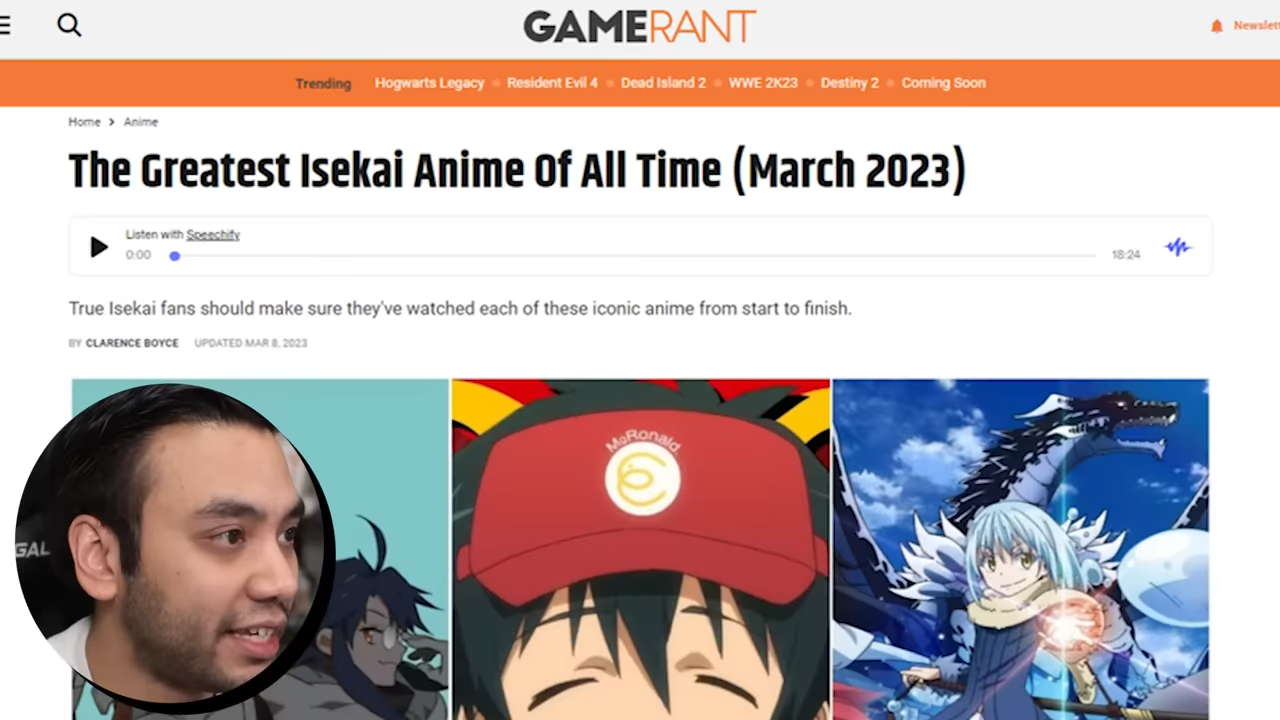 GAMERANT
Newslett
Trending Hogwarts Legacy Resident Evil 4 Dead Island 2 WWE 2K23 Destiny 2 Coming Soon
Home > Anime
The Greatest Isekai Anime Of All Time (March 2023)
Listen with Speechify
0:00 18:24
True Isekai fans should make sure they've watched each of these iconic anime from start to finish.
BY CLARENCE BOYCE UPDATED MAR 8, 2023
McRonald.
GAL